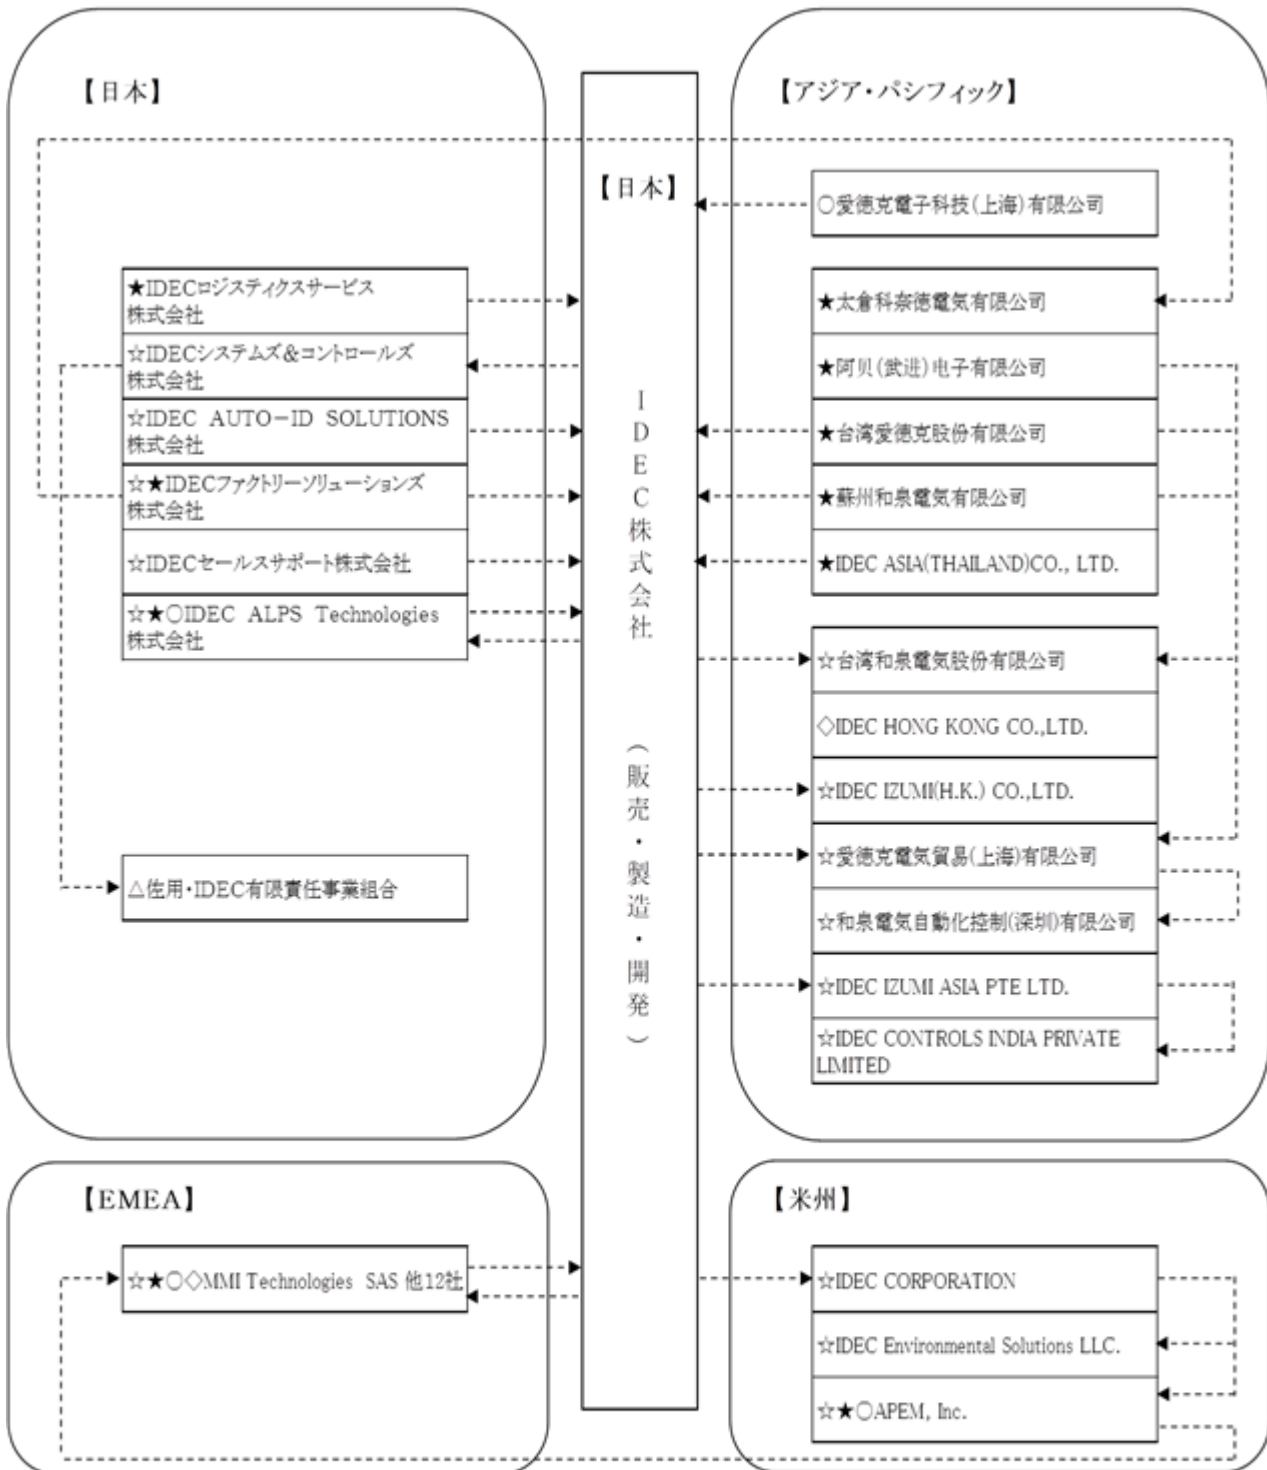 【日本】
★IDECロジスティクスサービス
株式会社
☆IDECシステムズ＆コントロールズ
株式会社
☆IDEC AUTO－ID SOLUTIONS
株式会社
☆★IDECファクトリーソリューションズ
株式会社
☆IDECセールスサポート株式会社
☆★○IDEC ALPS Technologies
株式会社
△佐用・IDEC有限責任事業組合
【日本】
IDEC株式会社 （販売・製造・開発）
【アジア・パシフィック】
○愛徳克電子科技(上海)有限公司
★太倉科奈徳電気有限公司
★阿贝(武进)电子有限公司
★台湾愛徳克股份有限公司
★蘇州和泉電気有限公司
★IDEC ASIA(THAILAND)CO., LTD.
☆台湾和泉電気股份有限公司
◇IDEC HONG KONG CO.,LTD.
☆IDEC IZUMI(H.K.) CO.,LTD.
☆愛徳克電気貿易(上海)有限公司
☆和泉電気自動化控制(深圳)有限公司
☆IDEC IZUMI ASIA PTE LTD.
☆IDEC CONTROLS INDIA PRIVATE
LIMITED
【EMEA】
☆★○◇MMI Technologies SAS 他12社
【米州】
☆IDEC CORPORATION
☆IDEC Environmental Solutions LLC.
☆★○APEM, Inc.